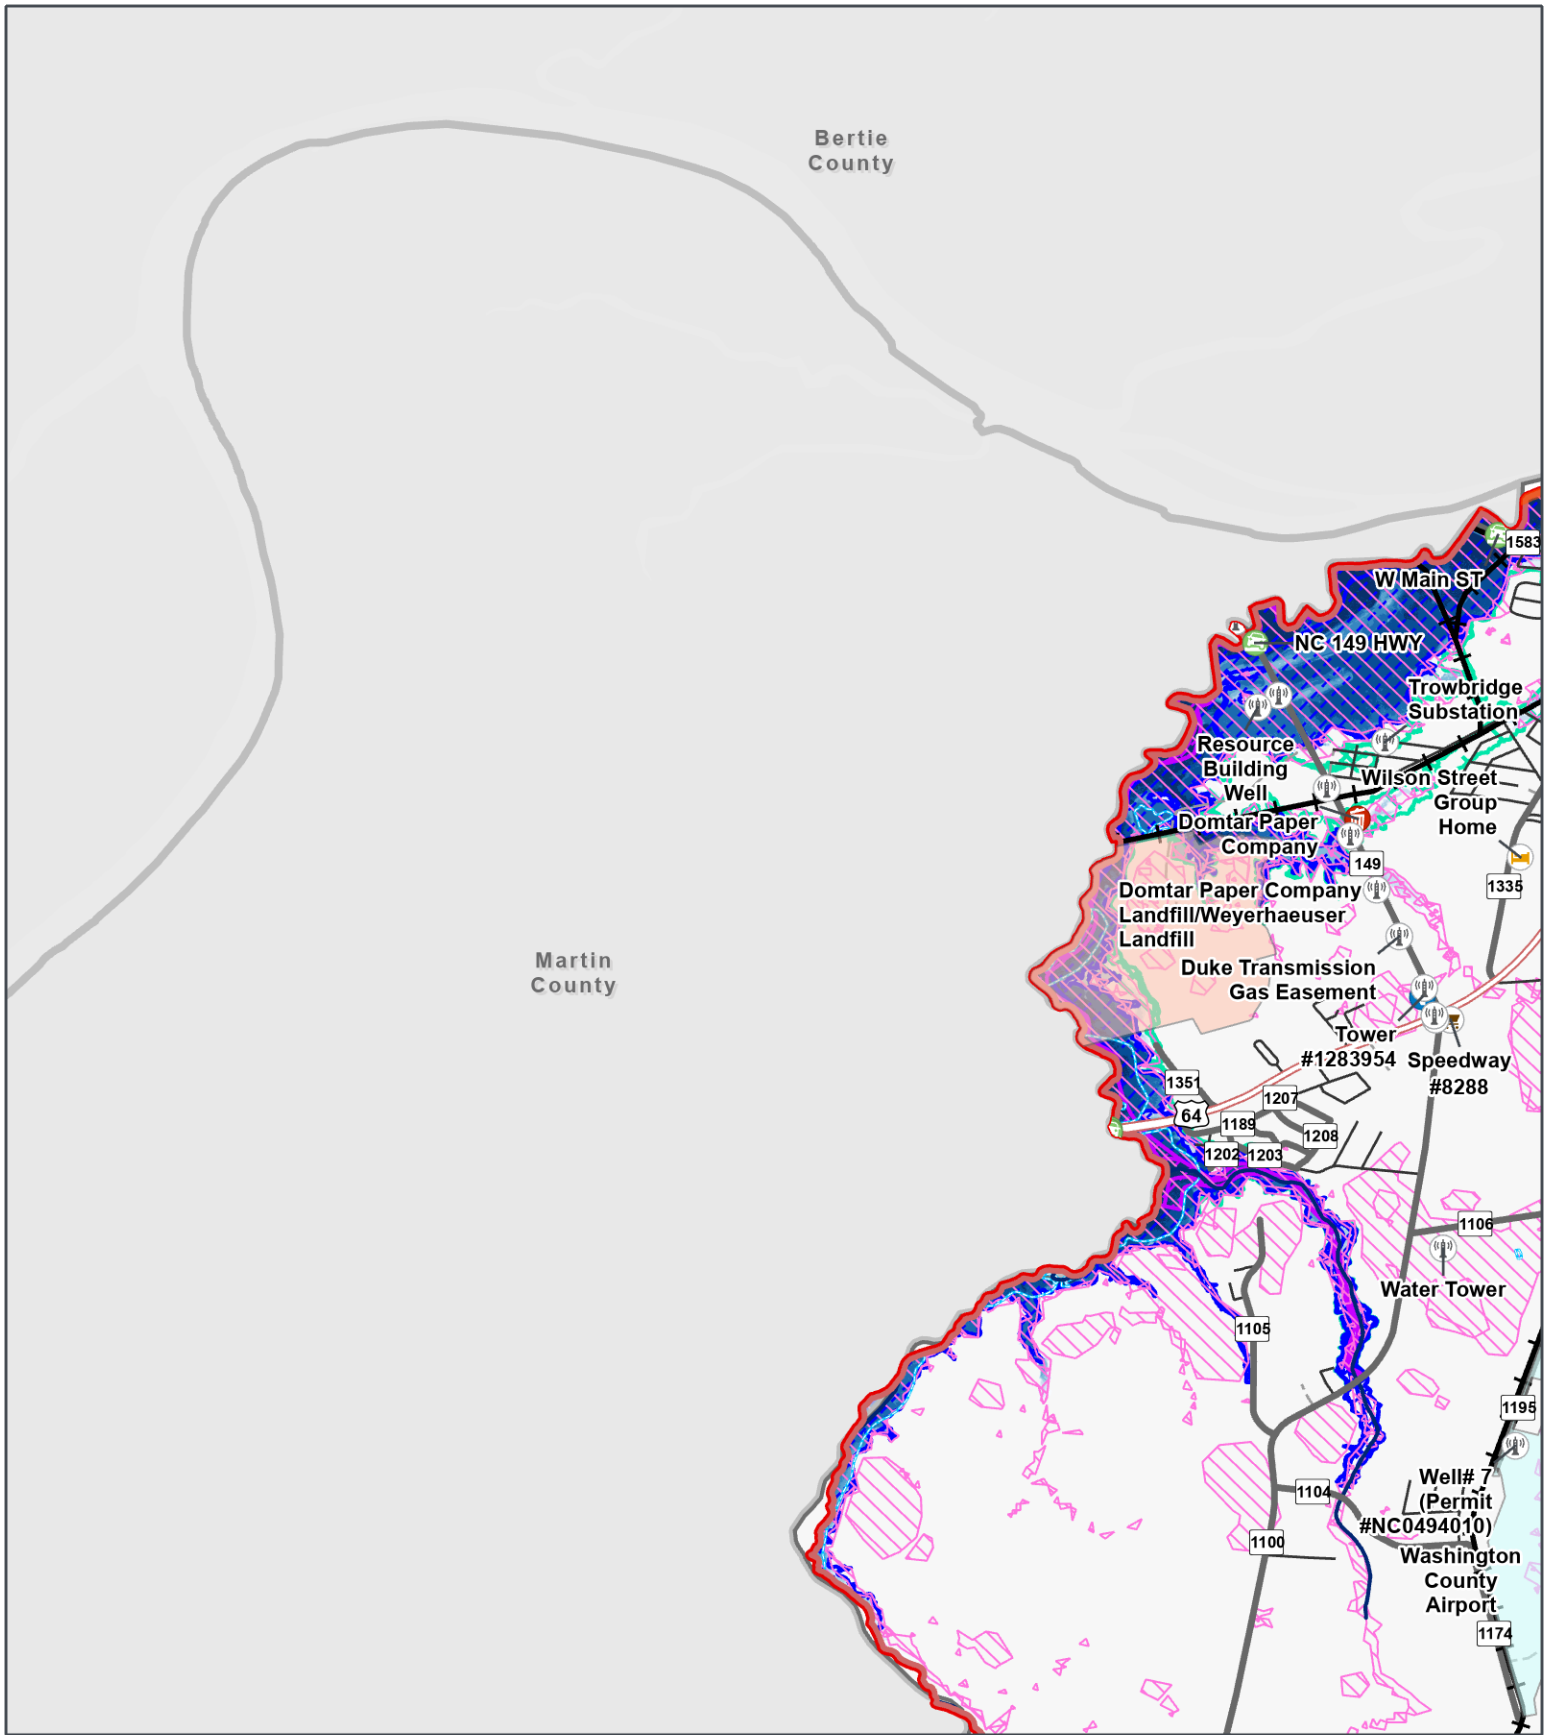 Bertie
County
1583
W Main ST
NC 149 HWY
Trowbridge
Substation
Resource
Building
Well
Wilson Street
Group
Home
Domtar Paper
Company
149
1335
Domtar Paper Company
Landfill/Weyerhaeuser
Landfill
Martin
County
Duke Transmission
Gas Easement
Tower
#1283954
Speedway
#8288
1351
64
1207
1189
1208
1202
1203
1106
Water Tower
1105
1195
Well# 7
(Permit
#NC0494010)
1104
1100
Washington
County
Airport
1174